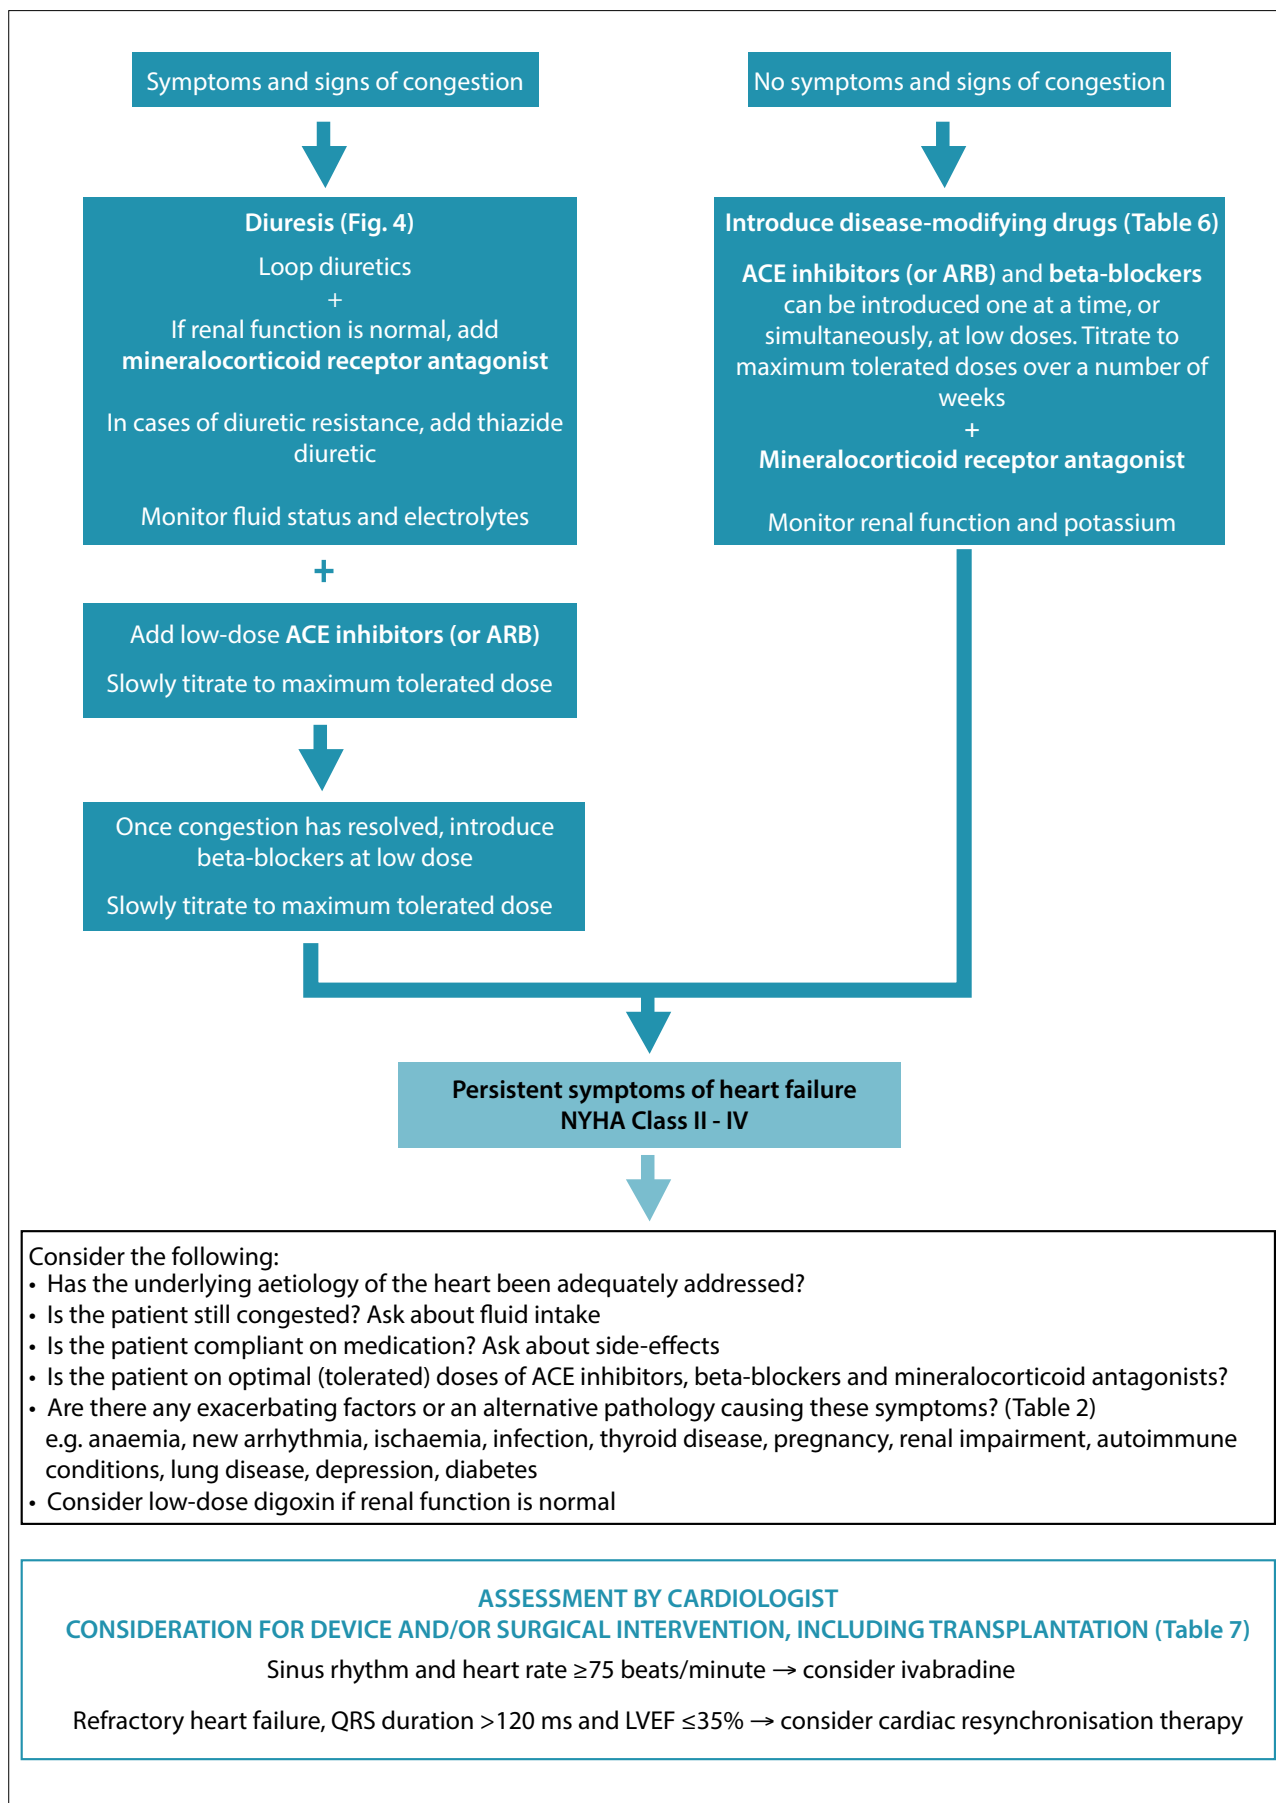 Symptoms and signs of congestion
Diuresis (Fig. 4)
Loop diuretics
+
If renal function is normal, add
mineralocorticoid receptor antagonist
In cases of diuretic resistance, add thiazide
diuretic
Monitor fluid status and electrolytes
+
Add low-dose ACE inhibitors (or ARB)
Slowly titrate to maximum tolerated dose
Once congestion has resolved, introduce
beta-blockers at low dose
Slowly titrate to maximum tolerated dose
No symptoms and signs of congestion
Introduce disease-modifying drugs (Table 6)
ACE inhibitors (or ARB) and beta-blockers
can be introduced one at a time, or
simultaneously, at low doses. Titrate to
maximum tolerated doses over a number of
weeks
+
Mineralocorticoid receptor antagonist
Monitor renal function and potassium
Persistent symptoms of heart failure
NYHA Class II - IV
Consider the following:
• Has the underlying aetiology of the heart been adequately addressed?
• Is the patient still congested? Ask about fluid intake
• Is the patient compliant on medication? Ask about side-effects
• Is the patient on optimal (tolerated) doses of ACE inhibitors, beta-blockers and mineralocorticoid antagonists?
• Are there any exacerbating factors or an alternative pathology causing these symptoms? (Table 2)
e.g. anaemia, new arrhythmia, ischaemia, infection, thyroid disease, pregnancy, renal impairment, autoimmune
conditions, lung disease, depression, diabetes
• Consider low-dose digoxin if renal function is normal
ASSESSMENT BY CARDIOLOGIST
CONSIDERATION FOR DEVICE AND/OR SURGICAL INTERVENTION, INCLUDING TRANSPLANTATION (Table 7)
Sinus rhythm and heart rate ≥75 beats/minute → consider ivabradine
Refractory heart failure, QRS duration >120 ms and LVEF ≤35% → consider cardiac resynchronisation therapy